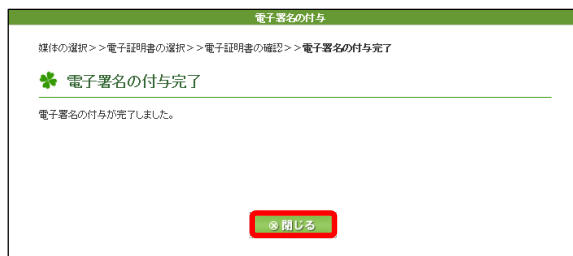 電子署名の付与
媒体の選択>>電子証明書の選択>>電子証明書の確認>>電子署名の付与完了
電子署名の付与完了
電子署名の付与が完了しました。
⊗閉じる